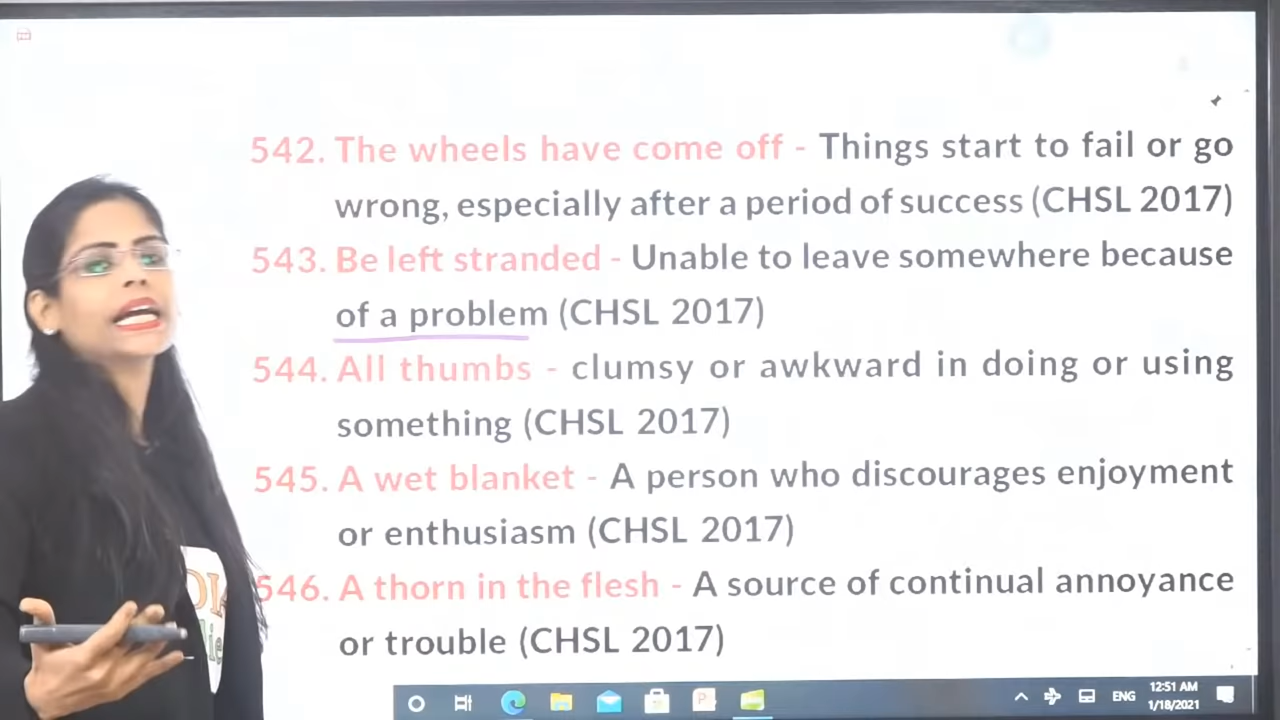 542. The wheels have come off - Things start to fail or go
wrong, especially after a period of success (CHSL 2017)
543. Be left stranded - Unable to leave somewhere because
of a problem (CHSL 2017)
544. All thumbs - clumsy or awkward in doing or using
something (CHSL 2017)
545. A wet blanket - A person who discourages enjoyment
or enthusiasm (CHSL 2017)
546. A thorn in the flesh - A source of continual annoyance
or trouble (CHSL 2017)
ENG
12:51 AM
1/18/2021